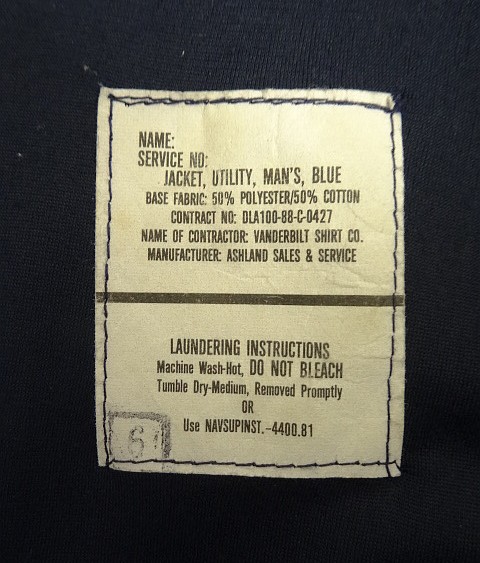 NAME:
SERVICE NO:
JACKET, UTILITY, MAN'S, BLUE
BASE FABRIC: 50% POLYESTER/50% COTTON
CONTRACT NO: DLA100-88-C-0427
NAME OF CONTRACTOR: VANDERBILT SHIRT CO.
MANUFACTURER: ASHLAND SALES & SERVICE
LAUNDERING INSTRUCTIONS
Machine Wash-Hot, DO NOT BLEACH
Tumble Dry-Medium, Removed Promptly
OR
Use NAVSUPINST.-4400.81
6